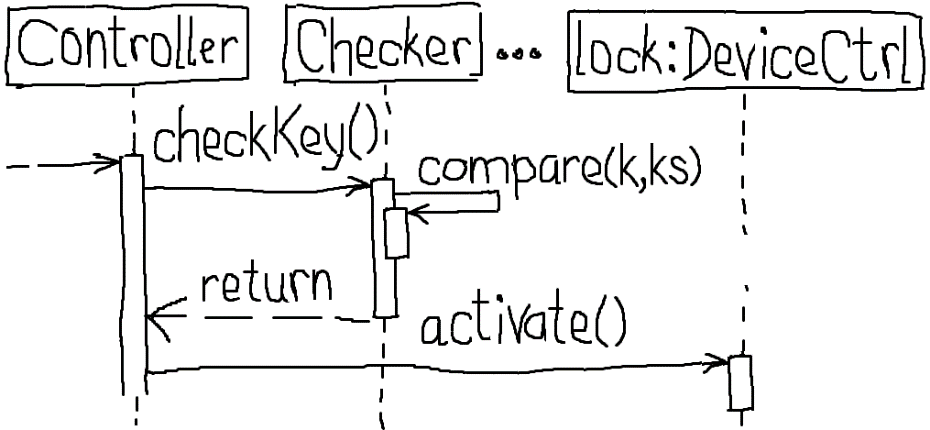 Controller Checker ... lock:DeviceCtrl
checkKey()
compare(k,ks)
return
activate()